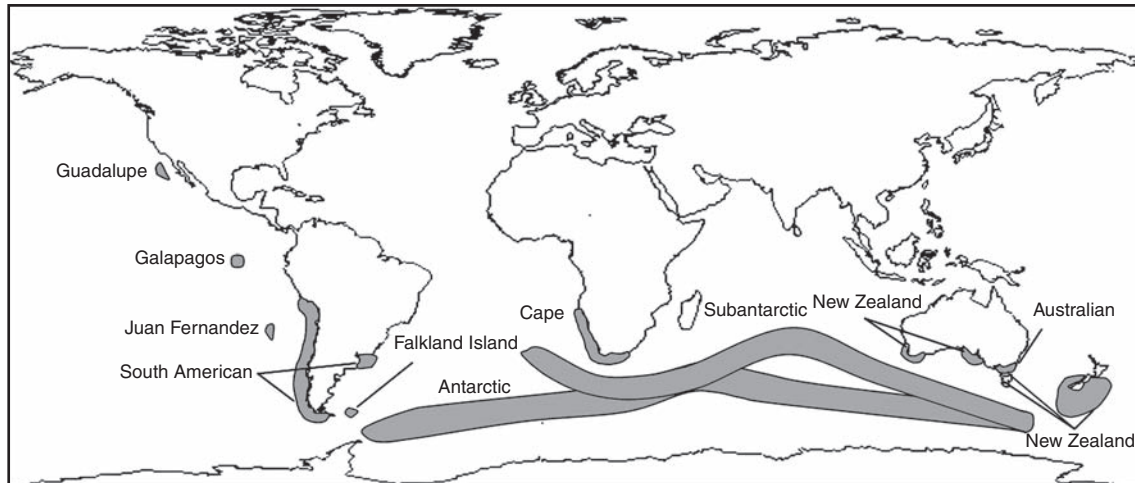 Guadalupe
Galapagos
Juan Fernandez
South American
Falkland Island
Antarctic
Cape
Subantarctic
New Zealand
Australian
New Zealand